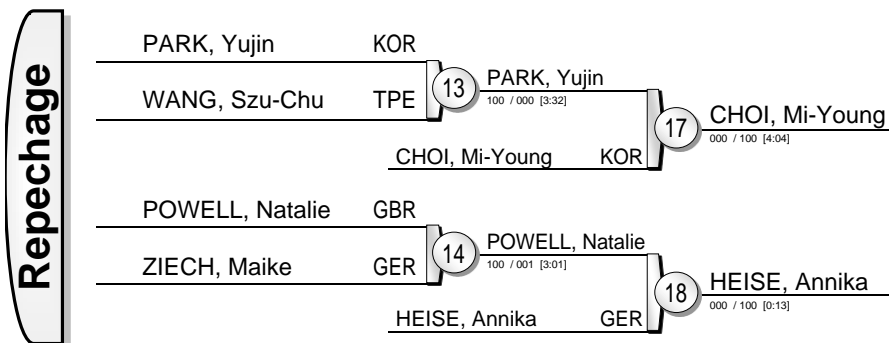 Repechage
PARK, Yujin KOR
WANG, Szu-Chu TPE
13
PARK, Yujin
100 / 000 [3:32]
CHOI, Mi-Young KOR
17
CHOI, Mi-Young
000 / 100 [4:04]
POWELL, Natalie GBR
ZIECH, Maike GER
14
POWELL, Natalie
100 / 001 [3:01]
HEISE, Annika GER
18
HEISE, Annika
000 / 100 [0:13]